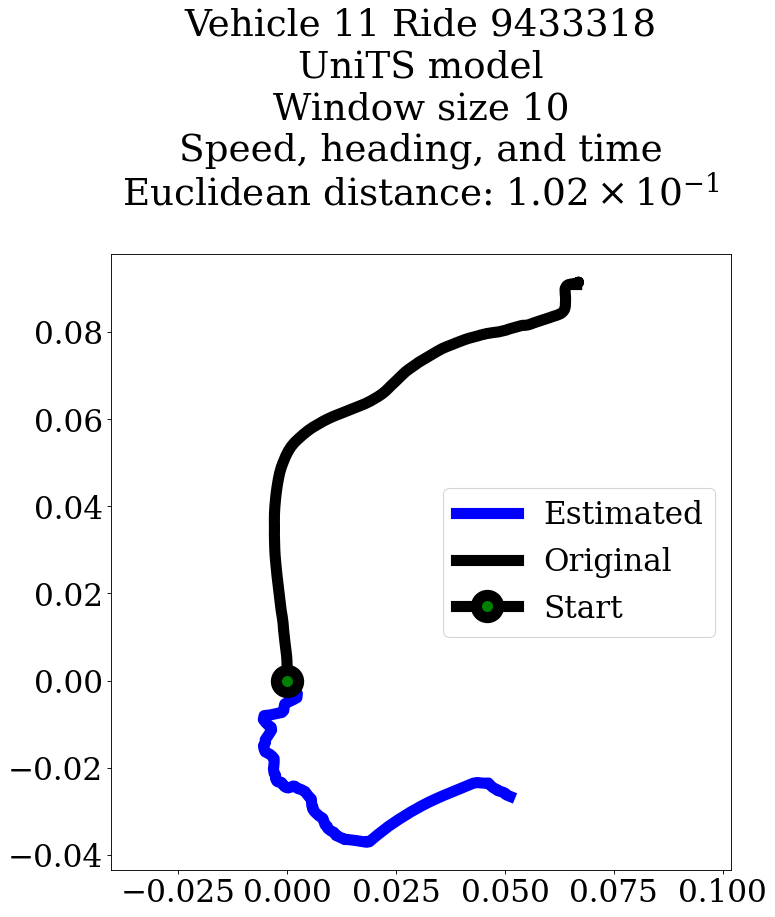 Vehicle 11 Ride 9433318
UniTS model
Window size 10
Speed, heading, and time
Euclidean distance: 1.02 × 10⁻¹
0.08
0.06
0.04
0.02
0.00
−0.02
−0.04
Estimated
Original
Start
−0.025 0.000 0.025 0.050 0.075 0.100